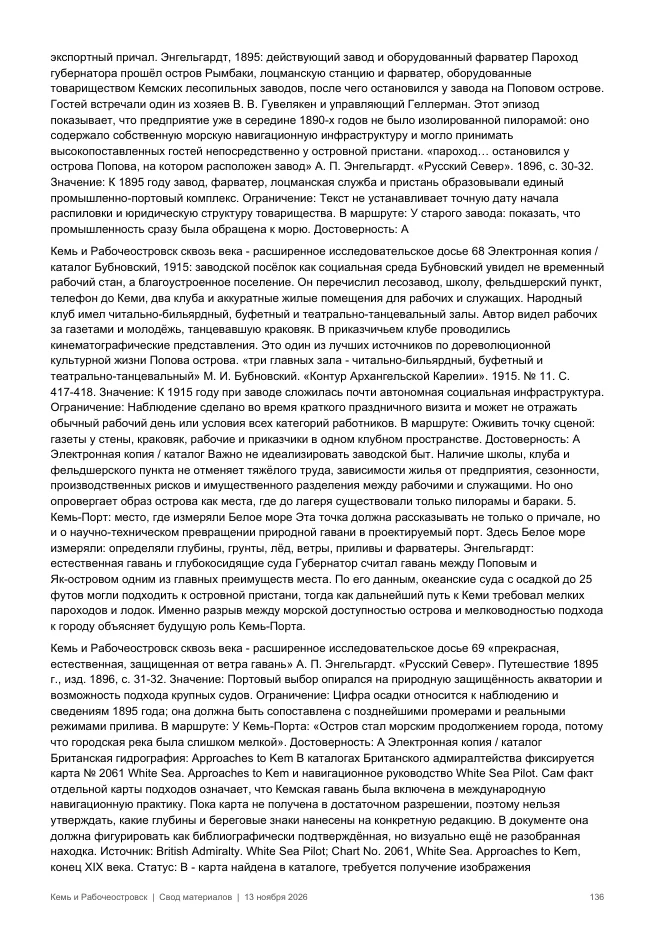 экспортный причал. Энгельгардт, 1895: действующий завод и оборудованный фарватер Пароход
губернатора прошёл остров Рымбаки, лоцманскую станцию и фарватер, оборудованные
товариществом Кемских лесопильных заводов, после чего остановился у завода на Поповом острове.
Гостей встречали один из хозяев В. В. Гувелякен и управляющий Геллерман. Этот эпизод
показывает, что предприятие уже в середине 1890-х годов не было изолированной пилорамой: оно
содержало собственную морскую навигационную инфраструктуру и могло принимать
высокопоставленных гостей непосредственно у островной пристани. «пароход… остановился у
острова Попова, на котором расположен завод» А. П. Энгельгардт. «Русский Север». 1896, с. 30-32.
Значение: К 1895 году завод, фарватер, лоцманская служба и пристань образовывали единый
промышленно-портовый комплекс. Ограничение: Текст не устанавливает точную дату начала
распиловки и юридическую структуру товарищества. В маршруте: У старого завода: показать, что
промышленность сразу была обращена к морю. Достоверность: A
Кемь и Рабочеостровск сквозь века - расширенное исследовательское досье 68 Электронная копия /
каталог Бубновский, 1915: заводской посёлок как социальная среда Бубновский увидел не временный
рабочий стан, а благоустроенное поселение. Он перечислил лесозавод, школу, фельдшерский пункт,
телефон до Кеми, два клуба и аккуратные жилые помещения для рабочих и служащих. Народный
клуб имел читально-бильярдный, буфетный и театрально-танцевальный залы. Автор видел рабочих
за газетами и молодёжь, танцевавшую краковяк. В приказчичьем клубе проводились
кинематографические представления. Это один из лучших источников по дореволюционной
культурной жизни Попова острова. «три главных зала - читально-бильярдный, буфетный и
театрально-танцевальный» М. И. Бубновский. «Контур Архангельской Карелии». 1915. № 11. С.
417-418. Значение: К 1915 году при заводе сложилась почти автономная социальная инфраструктура.
Ограничение: Наблюдение сделано во время краткого праздничного визита и может не отражать
обычный рабочий день или условия всех категорий работников. В маршруте: Оживить точку сценой:
газеты у стены, краковяк, рабочие и приказчики в одном клубном пространстве. Достоверность: A
Электронная копия / каталог Важно не идеализировать заводской быт. Наличие школы, клуба и
фельдшерского пункта не отменяет тяжёлого труда, зависимости жилья от предприятия, сезонности,
производственных рисков и имущественного разделения между рабочими и служащими. Но оно
опровергает образ острова как места, где до лагеря существовали только пилорамы и бараки. 5.
Кемь-Порт: место, где измеряли Белое море Эта точка должна рассказывать не только о причале, но
и о научно-техническом превращении природной гавани в проектируемый порт. Здесь Белое море
измеряли: определяли глубины, грунты, лёд, ветры, приливы и фарватеры. Энгельгардт:
естественная гавань и глубокосидящие суда Губернатор считал гавань между Поповым и
Як-островом одним из главных преимуществ места. По его данным, океанские суда с осадкой до 25
футов могли подходить к островной пристани, тогда как дальнейший путь к Кеми требовал мелких
пароходов и лодок. Именно разрыв между морской доступностью острова и мелководностью подхода
к городу объясняет будущую роль Кемь-Порта.
Кемь и Рабочеостровск сквозь века - расширенное исследовательское досье 69 «прекрасная,
естественная, защищенная от ветра гавань» А. П. Энгельгардт. «Русский Север». Путешествие 1895
г., изд. 1896, с. 31-32. Значение: Портовый выбор опирался на природную защищённость акватории и
возможность подхода крупных судов. Ограничение: Цифра осадки относится к наблюдению и
сведениям 1895 года; она должна быть сопоставлена с позднейшими промерами и реальными
режимами прилива. В маршруте: У Кемь-Порта: «Остров стал морским продолжением города, потому
что городская река была слишком мелкой». Достоверность: A Электронная копия / каталог
Британская гидрография: Approaches to Kem В каталогах Британского адмиралтейства фиксируется
карта № 2061 White Sea. Approaches to Kem и навигационное руководство White Sea Pilot. Сам факт
отдельной карты подходов означает, что Кемская гавань была включена в международную
навигационную практику. Пока карта не получена в достаточном разрешении, поэтому нельзя
утверждать, какие глубины и береговые знаки нанесены на конкретную редакцию. В документе она
должна фигурировать как библиографически подтверждённая, но визуально ещё не разобранная
находка. Источник: British Admiralty. White Sea Pilot; Chart No. 2061, White Sea. Approaches to Kem,
конец XIX века. Статус: B - карта найдена в каталоге, требуется получение изображения
Кемь и Рабочеостровск | Свод материалов | 13 ноября 2026
136